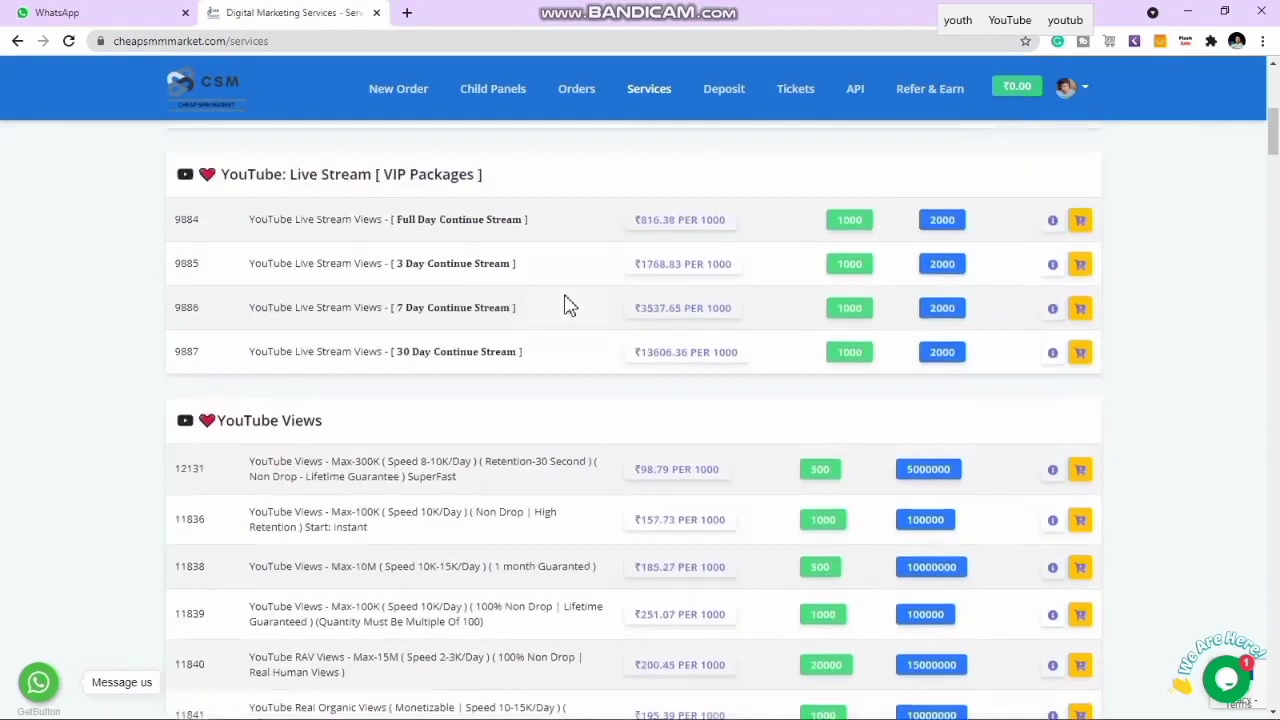 WhatsApp
Digital Marketing Services - Serv
www.BANDICAM.com
youth YouTube youtub
cheapsmmmarket.com/services
CSM
CHEAP SMM MARKET
New Order Child Panels Orders Services Deposit Tickets API Refer & Earn ₹0.00
YouTube: Live Stream [ VIP Packages ]
9884 YouTube Live Stream Views - [ Full Day Continue Stream ] ₹816.38 PER 1000 1000 2000
9885 YouTube Live Stream Views - [ 3 Day Continue Stream ] ₹1768.83 PER 1000 1000 2000
9886 YouTube Live Stream Views - [ 7 Day Continue Stream ] ₹3537.65 PER 1000 1000 2000
9887 YouTube Live Stream Views - [ 30 Day Continue Stream ] ₹13606.36 PER 1000 1000 2000
YouTube Views
12131 YouTube Views - Max-300K ( Speed 8-10K/Day ) ( Retention-30 Second ) ( ₹98.79 PER 1000 500 5000000
Non Drop - Lifetime Guarantee ) SuperFast
11836 YouTube Views - Max-100K ( Speed 10K/Day ) ( Non Drop | High ₹157.73 PER 1000 1000 100000
Retention ) Start: Instant
11838 YouTube Views - Max-10M ( Speed 10K-15K/Day ) ( 1 month Guaranted ) ₹185.27 PER 1000 500 10000000
11839 YouTube Views - Max-100K ( Speed 10K/Day ) ( 100% Non Drop | Lifetime ₹251.07 PER 1000 1000 100000
Guaranteed ) (Quantity Must Be Multiple Of 100)
11840 YouTube RAV Views - Max-15M ( Speed 2-3K/Day ) ( 100% Non Drop | ₹200.45 PER 1000 20000 15000000
Real Human Views )
11841 YouTube Real Organic Views ( Monetizable | Speed 10-15K/Day ) ( ₹195.39 PER 1000 1000 10000000
Message us
GetButton
We Are Here!
1
Terms